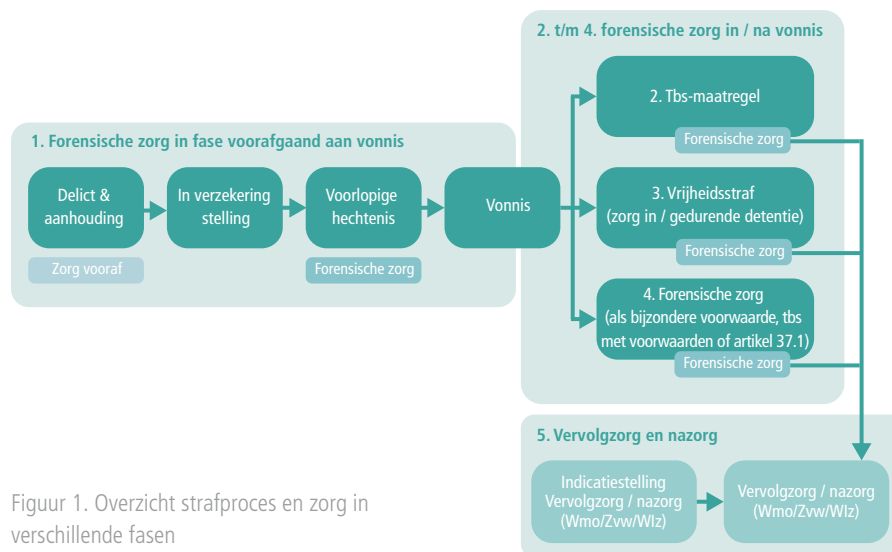 1. Forensische zorg in fase voorafgaand aan vonnis
Delict &
aanhouding
Zorg vooraf
In verzekering
stelling
Voorlopige
hechtenis
Forensische zorg
Vonnis
2. t/m 4. forensische zorg in / na vonnis
2. Tbs-maatregel
Forensische zorg
3. Vrijheidsstraf
(zorg in / gedurende detentie)
Forensische zorg
4. Forensische zorg
(als bijzondere voorwaarde, tbs
met voorwaarden of artikel 37.1)
Forensische zorg
5. Vervolgzorg en nazorg
Indicatiestelling
Vervolgzorg / nazorg
(Wmo/Zvw/Wlz)
Vervolgzorg / nazorg
(Wmo/Zvw/Wlz)
Figuur 1. Overzicht strafproces en zorg in
verschillende fasen